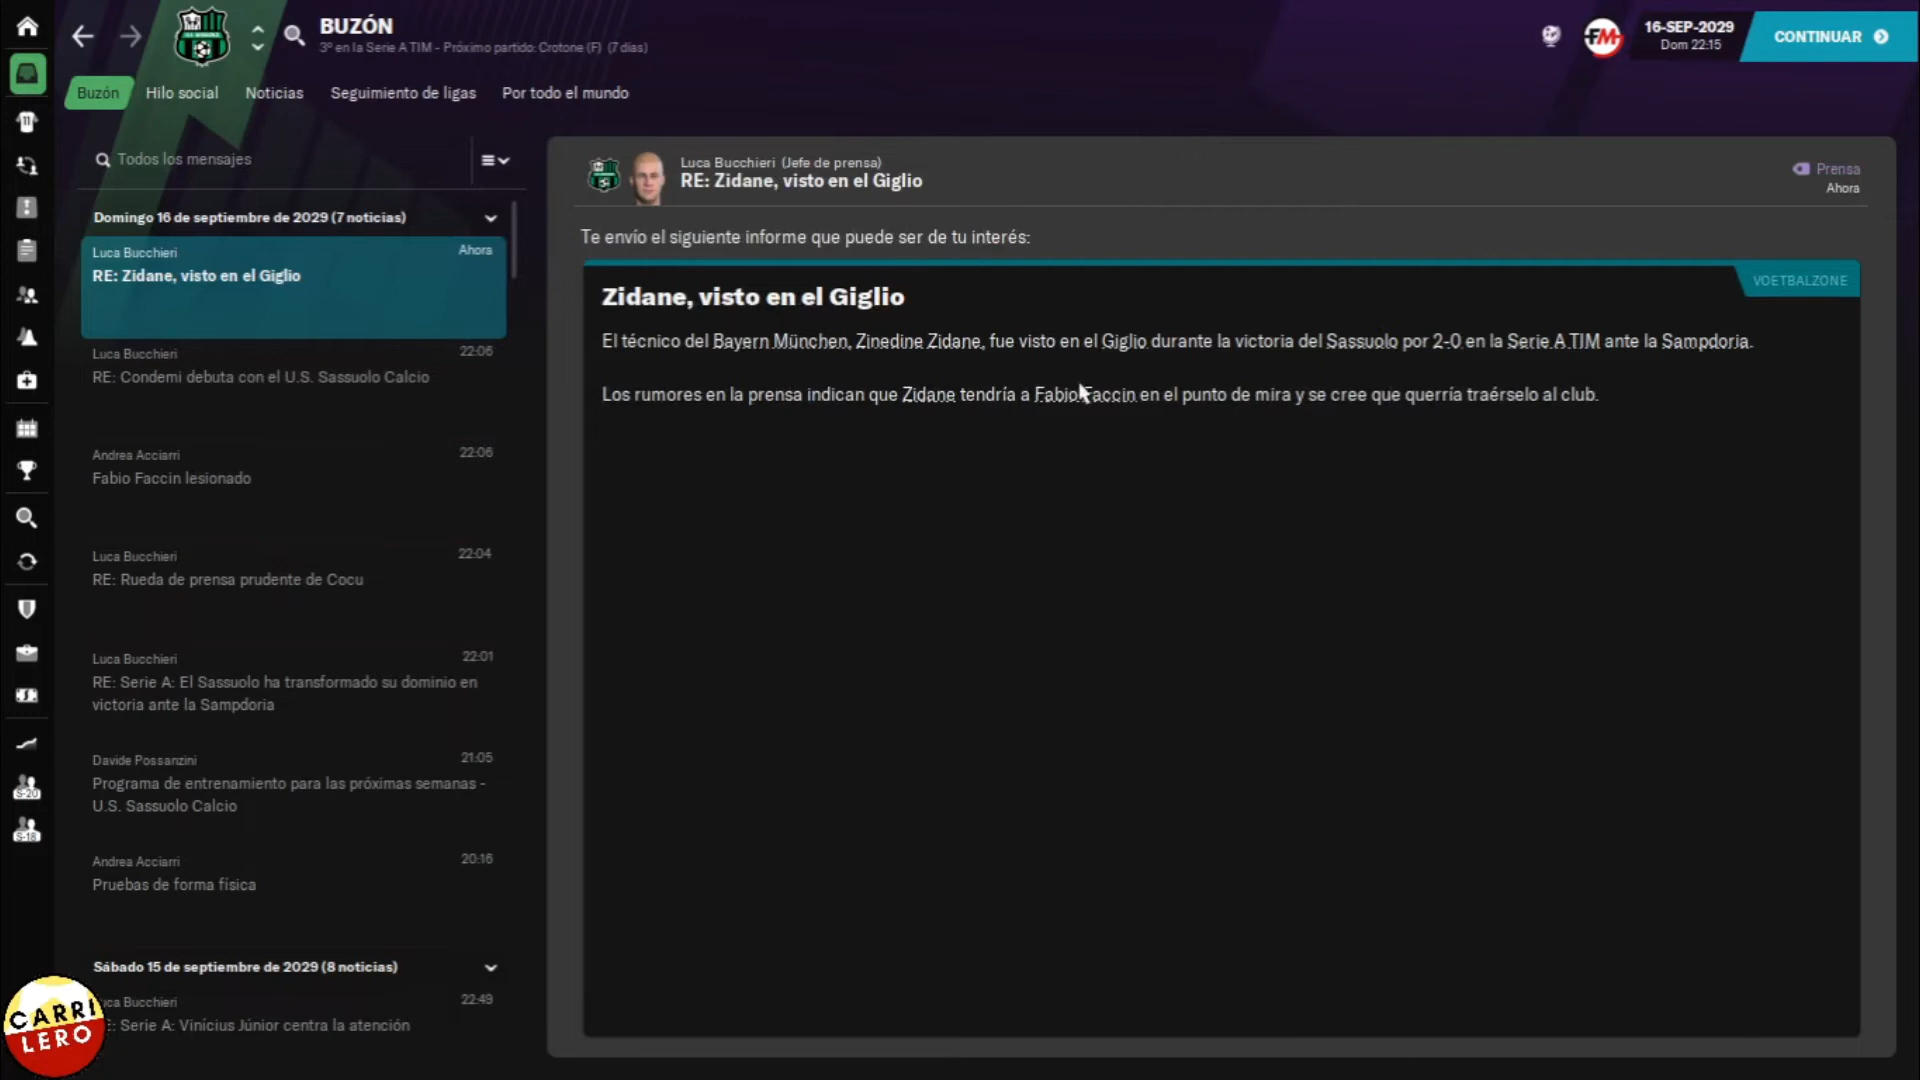 BUZÓN
3º en la Serie A TIM - Próximo partido: Crotone (F) (7 días)
FM
16-SEP-2029
Dom 22:15
CONTINUAR
Buzón
Hilo social
Noticias
Seguimiento de ligas
Por todo el mundo
Todos los mensajes
Domingo 16 de septiembre de 2029 (7 noticias)
Luca Bucchieri
Ahora
RE: Zidane, visto en el Giglio
Luca Bucchieri
22:06
RE: Condemi debuta con el U.S. Sassuolo Calcio
Andrea Acciarri
22:06
Fabio Faccin lesionado
Luca Bucchieri
22:04
RE: Rueda de prensa prudente de Cocu
Luca Bucchieri
22:01
RE: Serie A: El Sassuolo ha transformado su dominio en
victoria ante la Sampdoria
Davide Possanzini
21:05
Programa de entrenamiento para las próximas semanas -
U.S. Sassuolo Calcio
Andrea Acciarri
20:16
Pruebas de forma física
Sábado 15 de septiembre de 2029 (8 noticias)
uca Bucchieri
22:49
E: Serie A: Vinícius Júnior centra la atención
Luca Bucchieri (Jefe de prensa)
RE: Zidane, visto en el Giglio
Prensa
Ahora
Te envío el siguiente informe que puede ser de tu interés:
VOETBALZONE
Zidane, visto en el Giglio
El técnico del Bayern München, Zinedine Zidane, fue visto en el Giglio durante la victoria del Sassuolo por 2-0 en la Serie A TIM ante la Sampdoria.
Los rumores en la prensa indican que Zidane tendría a Fabio Faccin en el punto de mira y se cree que querría traérselo al club.
S-20
S-18
CARRI
LERO